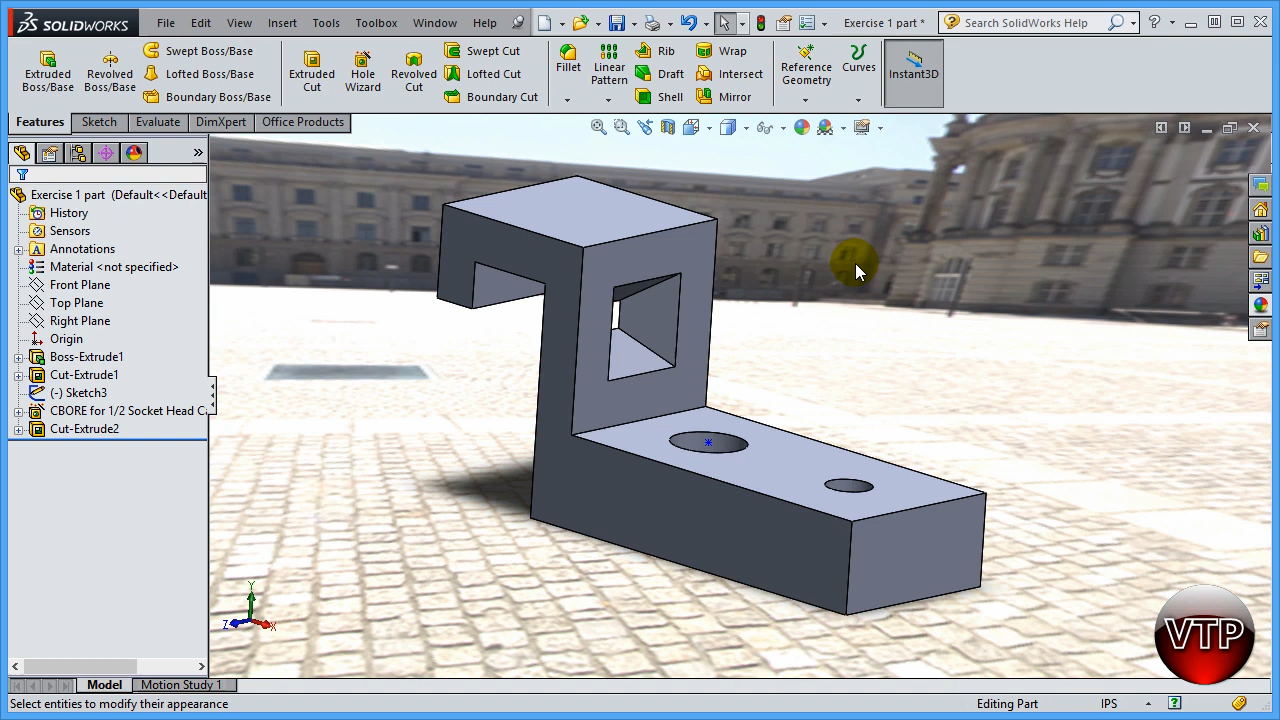 SOLIDWORKS File Edit View Insert Tools Toolbox Window Help Exercise 1 part * Search SolidWorks Help
Extruded Boss/Base
Revolved Boss/Base
Swept Boss/Base
Lofted Boss/Base
Boundary Boss/Base
Extruded Cut
Hole Wizard
Revolved Cut
Swept Cut
Lofted Cut
Boundary Cut
Fillet
Linear Pattern
Rib
Draft
Shell
Wrap
Intersect
Mirror
Reference Geometry
Curves
Instant3D
Features Sketch Evaluate DimXpert Office Products
Exercise 1 part (Default<<Default
History
Sensors
Annotations
Material <not specified>
Front Plane
Top Plane
Right Plane
Origin
Boss-Extrude1
Cut-Extrude1
(-) Sketch3
CBORE for 1/2 Socket Head C
Cut-Extrude2
Y
Z
X
VTP
Model Motion Study 1
Select entities to modify their appearance Editing Part IPS